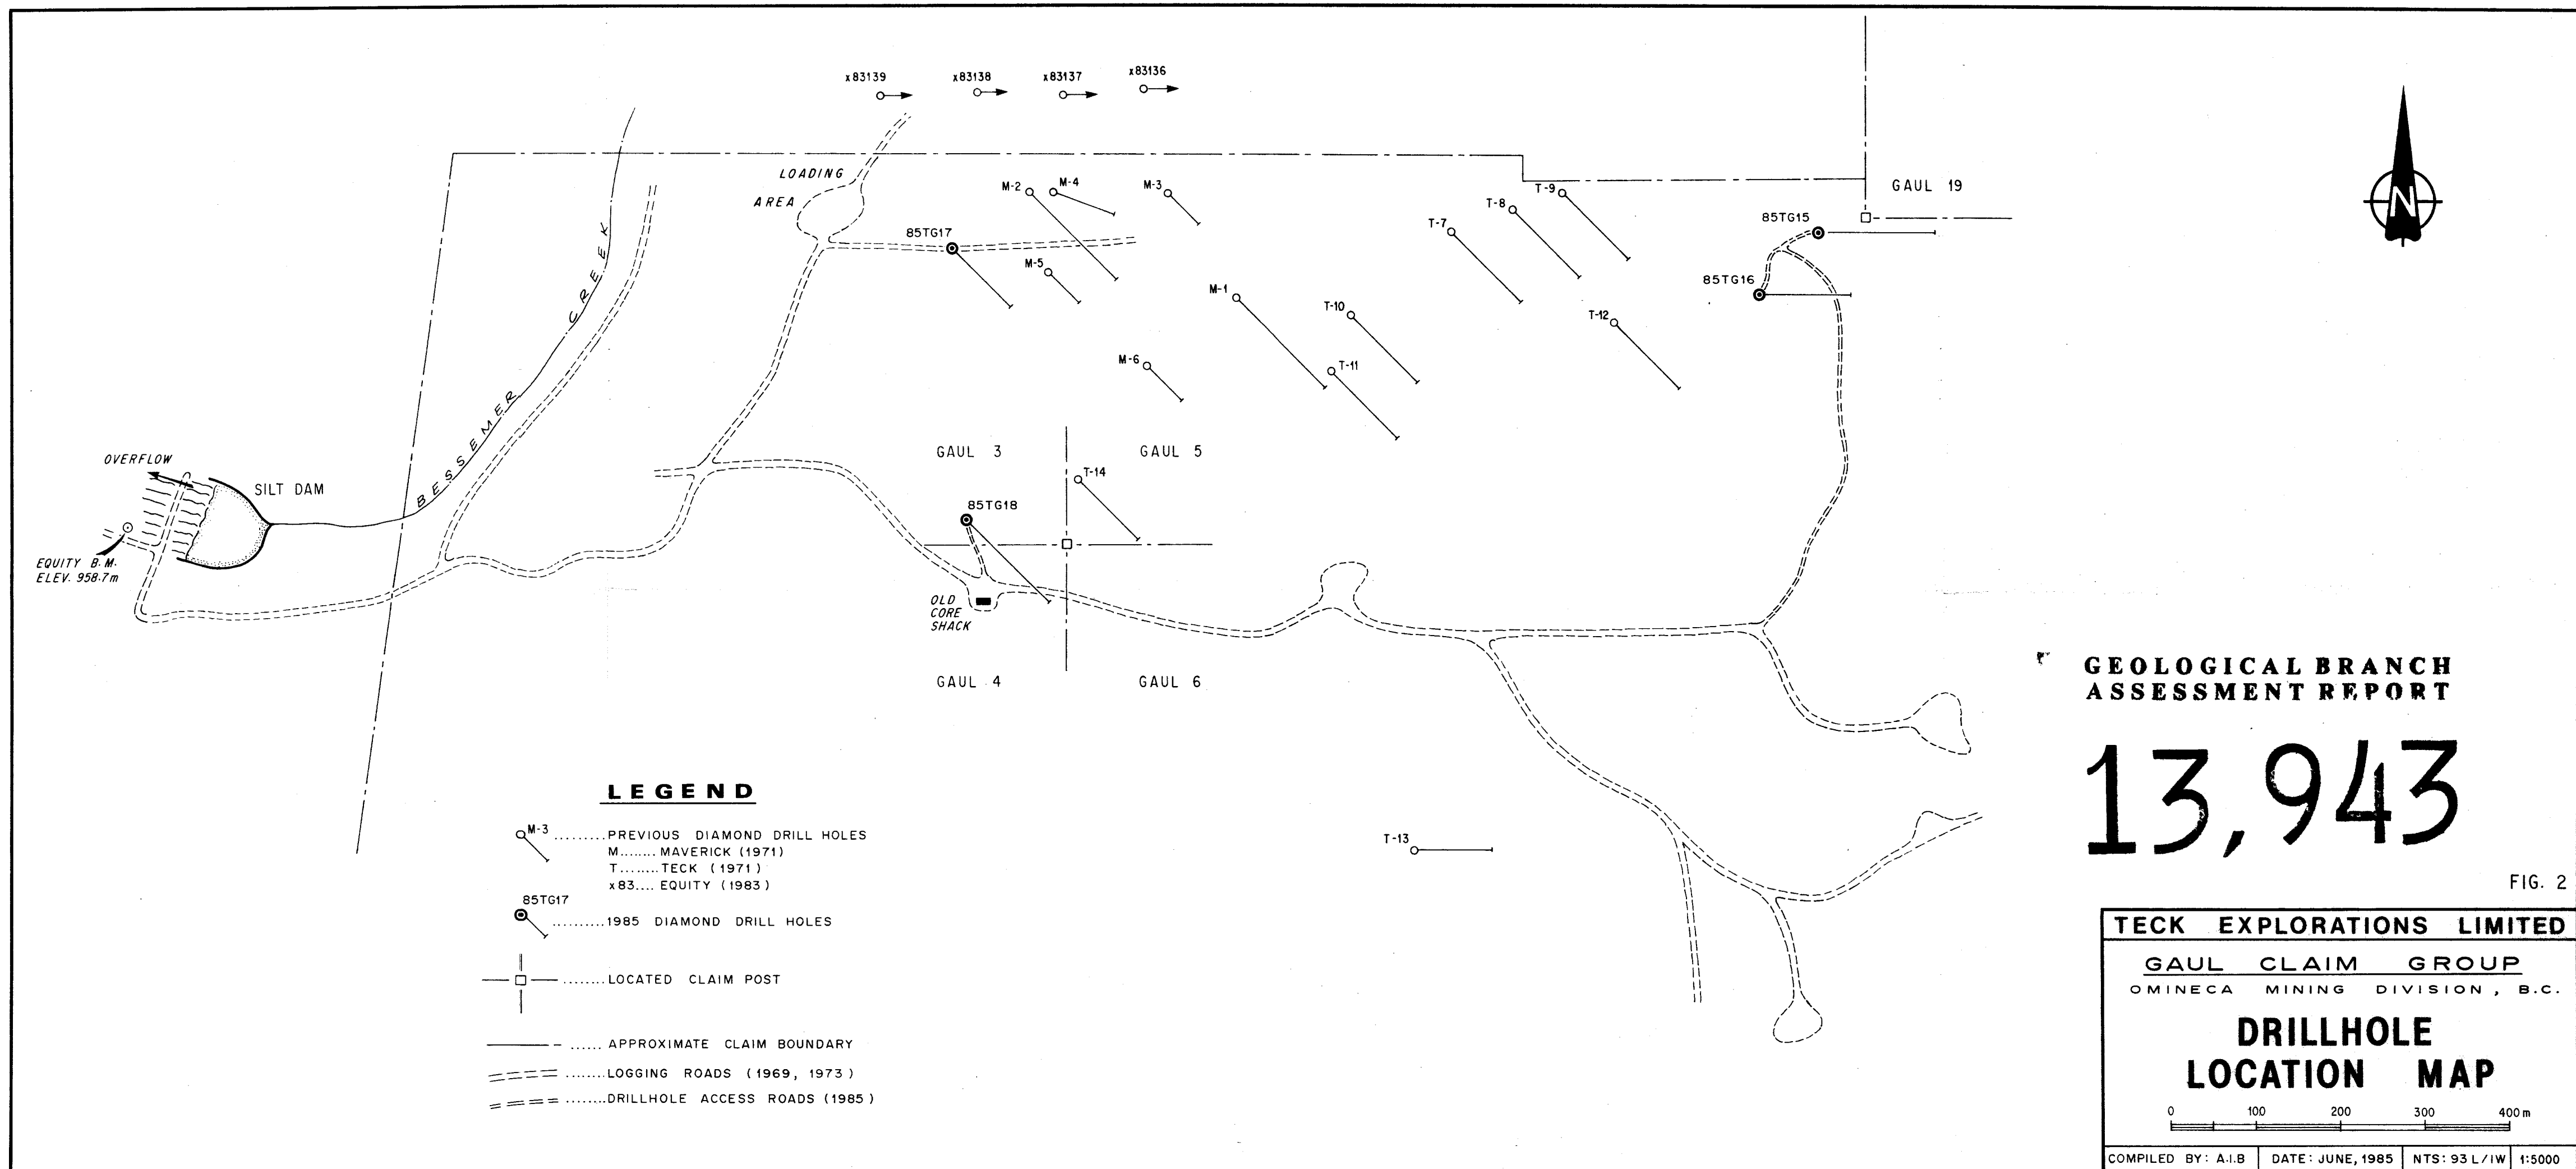 x83139
x83138
x83137
x83136
LOADING
AREA
M-2
M-4
M-3
T-9
T-8
T-7
GAUL 19
85TG15
85TG17
M-5
85TG16
M-1
T-10
T-12
M-6
T-11
BESSEMER CREEK
N
OVERFLOW
SILT DAM
GAUL 3
GAUL 5
T-14
85TG18
EQUITY B.M.
ELEV. 958.7m
OLD
CORE
SHACK
GAUL 4
GAUL 6
T-13
LEGEND
M-3 ......... PREVIOUS DIAMOND DRILL HOLES
M........ MAVERICK (1971)
T........ TECK (1971)
x83.... EQUITY (1983)
85TG17
.......... 1985 DIAMOND DRILL HOLES
........ LOCATED CLAIM POST
...... APPROXIMATE CLAIM BOUNDARY
........ LOGGING ROADS (1969, 1973)
........ DRILLHOLE ACCESS ROADS (1985)
GEOLOGICAL BRANCH
ASSESSMENT REPORT
13,943
FIG. 2
TECK EXPLORATIONS LIMITED
GAUL CLAIM GROUP
OMINECA MINING DIVISION, B.C.
DRILLHOLE
LOCATION MAP
0 100 200 300 400 m
COMPILED BY: A.I.B DATE: JUNE, 1985 NTS: 93 L/1W 1:5000